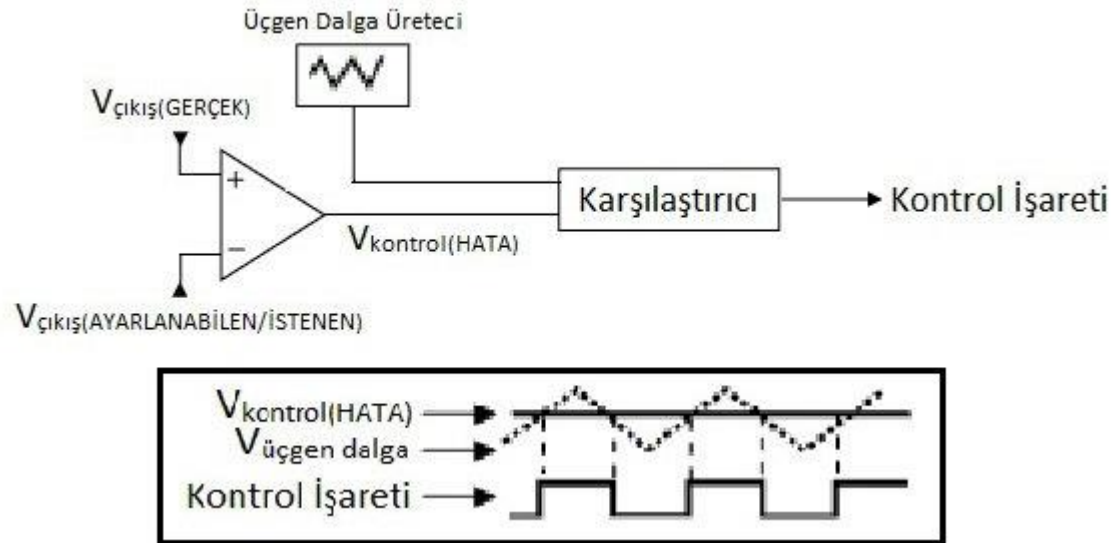 Üçgen Dalga Üreteci
Vçıkış(GERÇEK)
+
Karşılaştırıcı
Kontrol İşareti
−
Vkontrol(HATA)
Vçıkış(AYARLANABİLEN/İSTENEN)
Vkontrol(HATA)
Vüçgen dalga
Kontrol İşareti